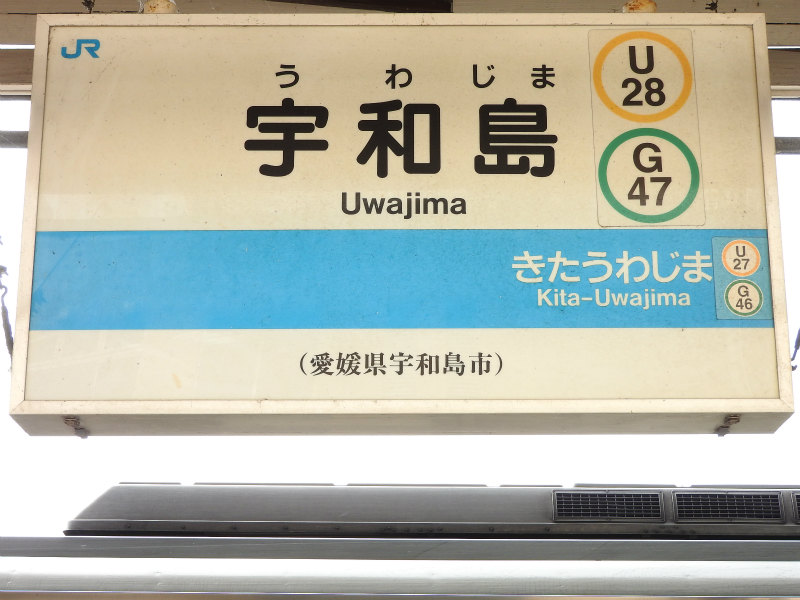 JR
うわじま
宇和島
Uwajima
U
28
G
47
きたうわじま
Kita-Uwajima
U
27
G
46
(愛媛県宇和島市)